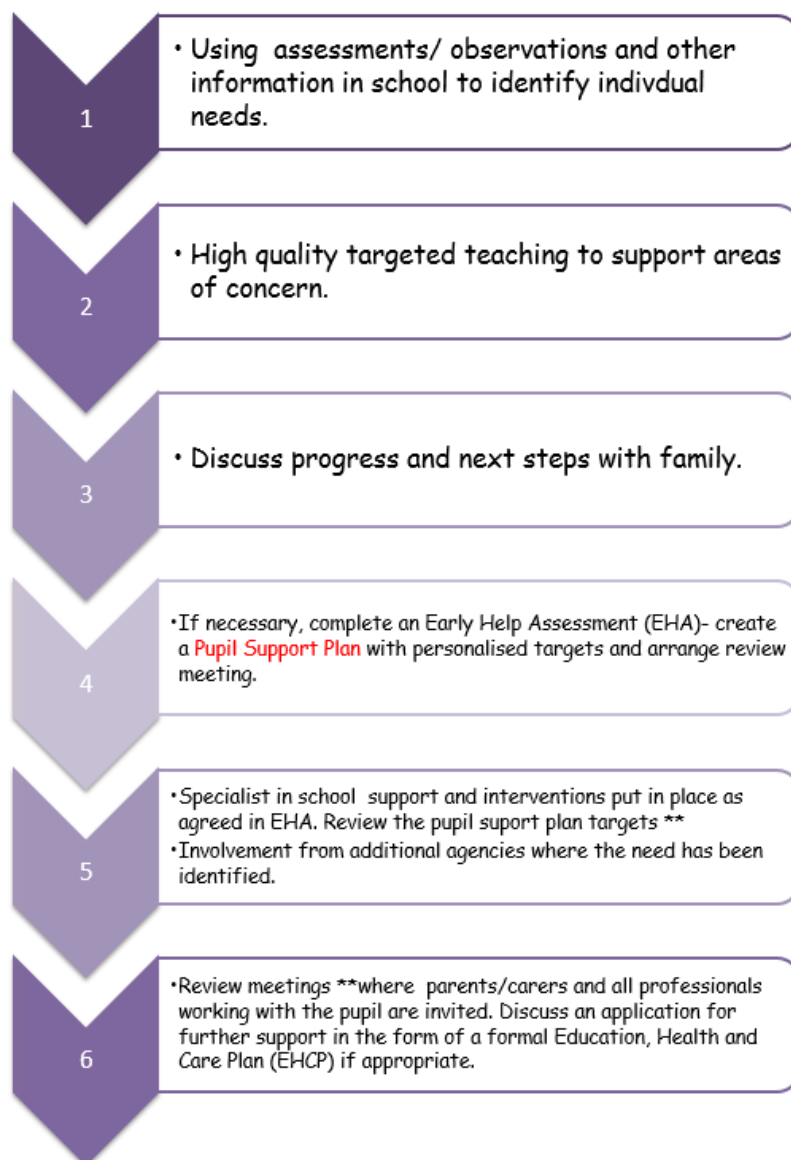 1
• Using assessments/ observations and other
information in school to identify indivdual
needs.
2
• High quality targeted teaching to support areas
of concern.
3
• Discuss progress and next steps with family.
4
•If necessary, complete an Early Help Assessment (EHA)- create
a Pupil Support Plan with personalised targets and arrange review
meeting.
5
•Specialist in school support and interventions put in place as
agreed in EHA. Review the pupil suport plan targets **
•Involvement from additional agencies where the need has been
identified.
6
•Review meetings **where parents/carers and all professionals
working with the pupil are invited. Discuss an application for
further support in the form of a formal Education, Health and
Care Plan (EHCP) if appropriate.